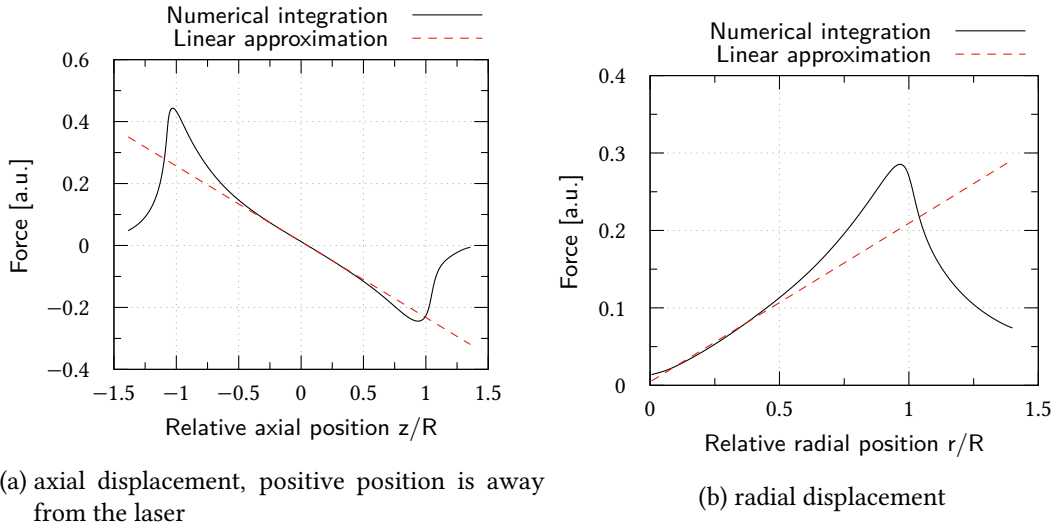 Numerical integration
Linear approximation
0.6
0.4
0.2
0
−0.2
−0.4
−1.5
−1
−0.5
0
0.5
1
1.5
Force [a.u.]
Relative axial position z/R
(a) axial displacement, positive position is away
from the laser
Numerical integration
Linear approximation
0.4
0.3
0.2
0.1
0
0
0.5
1
1.5
Force [a.u.]
Relative radial position r/R
(b) radial displacement